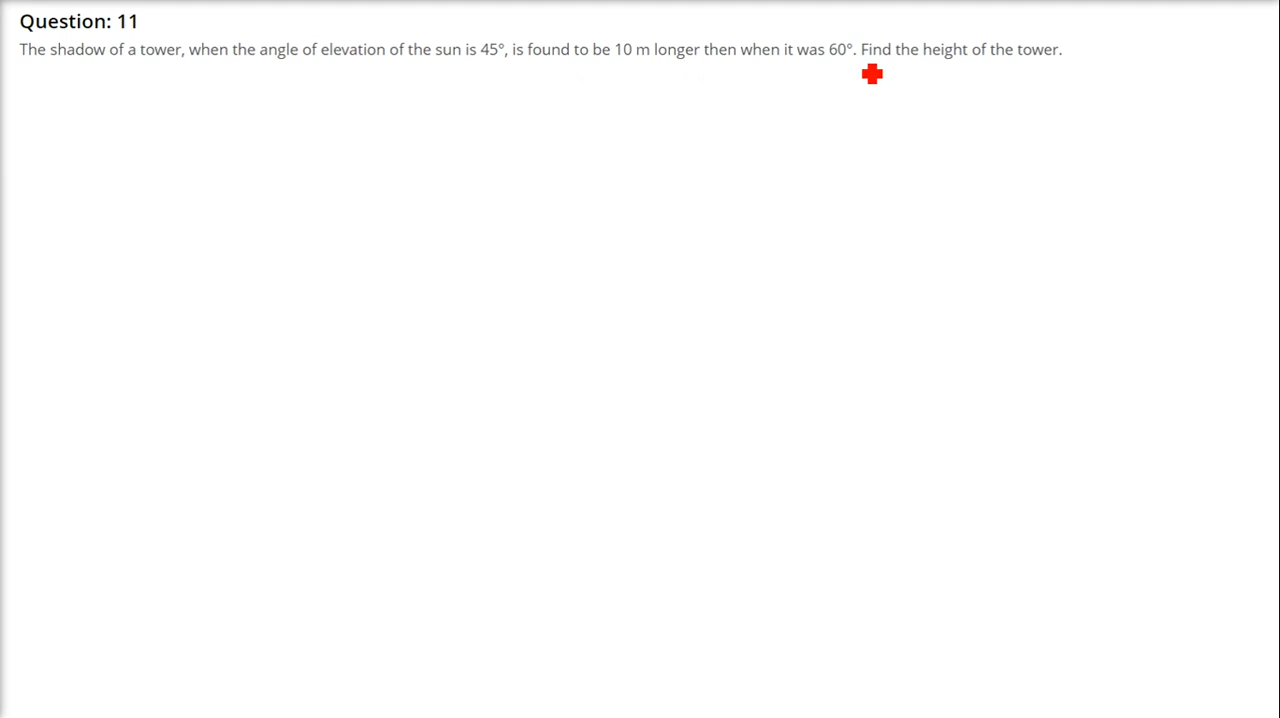 Question: 11
The shadow of a tower, when the angle of elevation of the sun is 45°, is found to be 10 m longer then when it was 60°. Find the height of the tower.